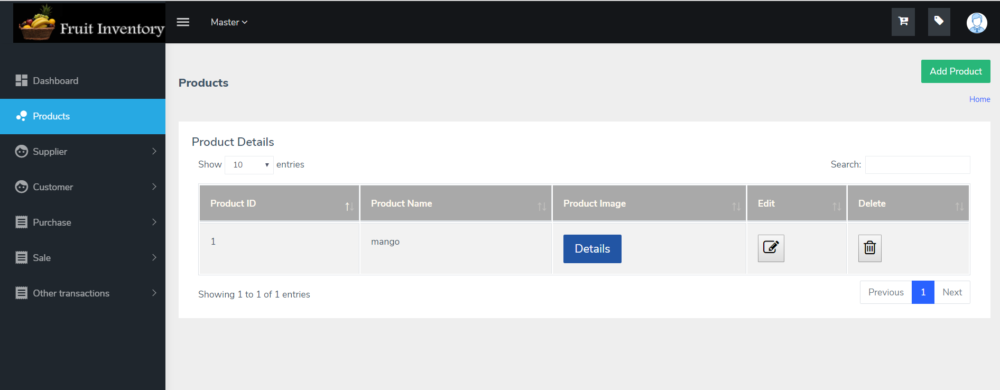 Fruit Inventory
Master
Dashboard
Products
Supplier
Customer
Purchase
Sale
Other transactions
Products
Add Product
Home
Product Details
Show 10 entries
Search:
Product ID Product Name Product Image Edit Delete
1 mango Details
Showing 1 to 1 of 1 entries
Previous 1 Next